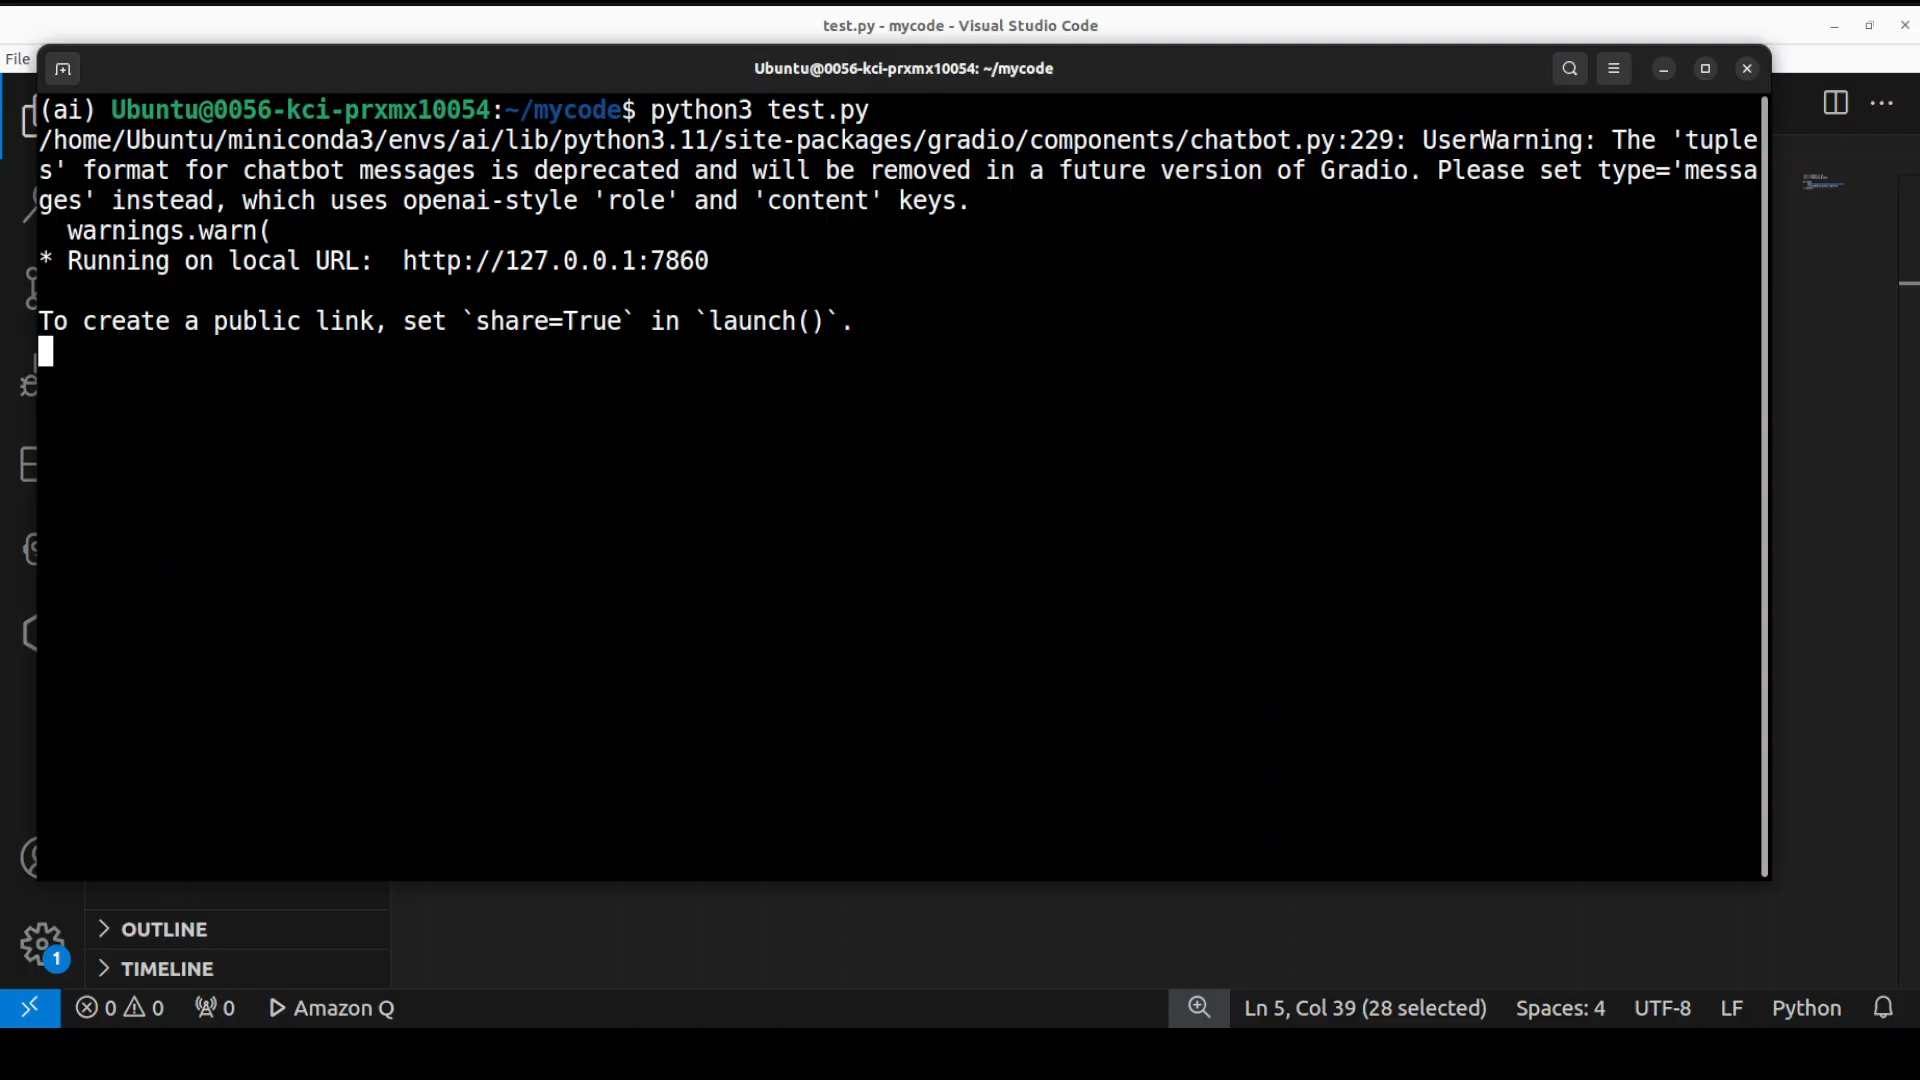 test.py - mycode - Visual Studio Code
File
Ubuntu@0056-kci-prxmx10054: ~/mycode
(ai) Ubuntu@0056-kci-prxmx10054:~/mycode$ python3 test.py
/home/Ubuntu/miniconda3/envs/ai/lib/python3.11/site-packages/gradio/components/chatbot.py:229: UserWarning: The 'tuple
s' format for chatbot messages is deprecated and will be removed in a future version of Gradio. Please set type='messa
ges' instead, which uses openai-style 'role' and 'content' keys.
  warnings.warn(
* Running on local URL:  http://127.0.0.1:7860
To create a public link, set `share=True` in `launch()`.
OUTLINE
1
TIMELINE
0 0 0 Amazon Q Ln 5, Col 39 (28 selected) Spaces: 4 UTF-8 LF Python